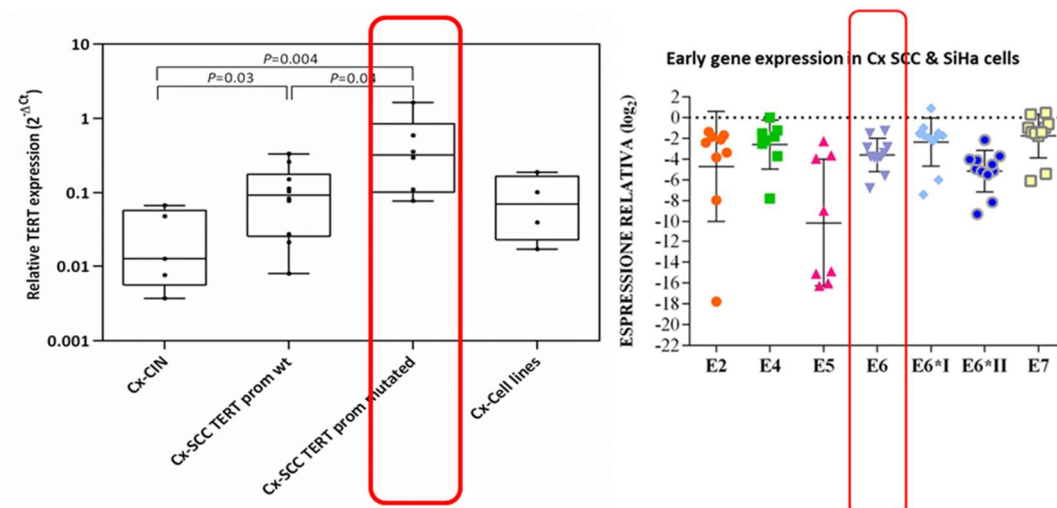 10
1
0.1
0.01
0.001
Relative TERT expression (2^-ΔCt)
P=0.004
P=0.03
P=0.04
Cx-CIN
Cx-SCC TERT prom wt
Cx-SCC TERT prom mutated
Cx-Cell lines
Early gene expression in Cx SCC & SiHa cells
ESPRESSIONE RELATIVA (log₂)
2
0
-2
-4
-6
-8
-10
-12
-14
-16
-18
-20
-22
E2 E4 E5 E6 E6*I E6*II E7